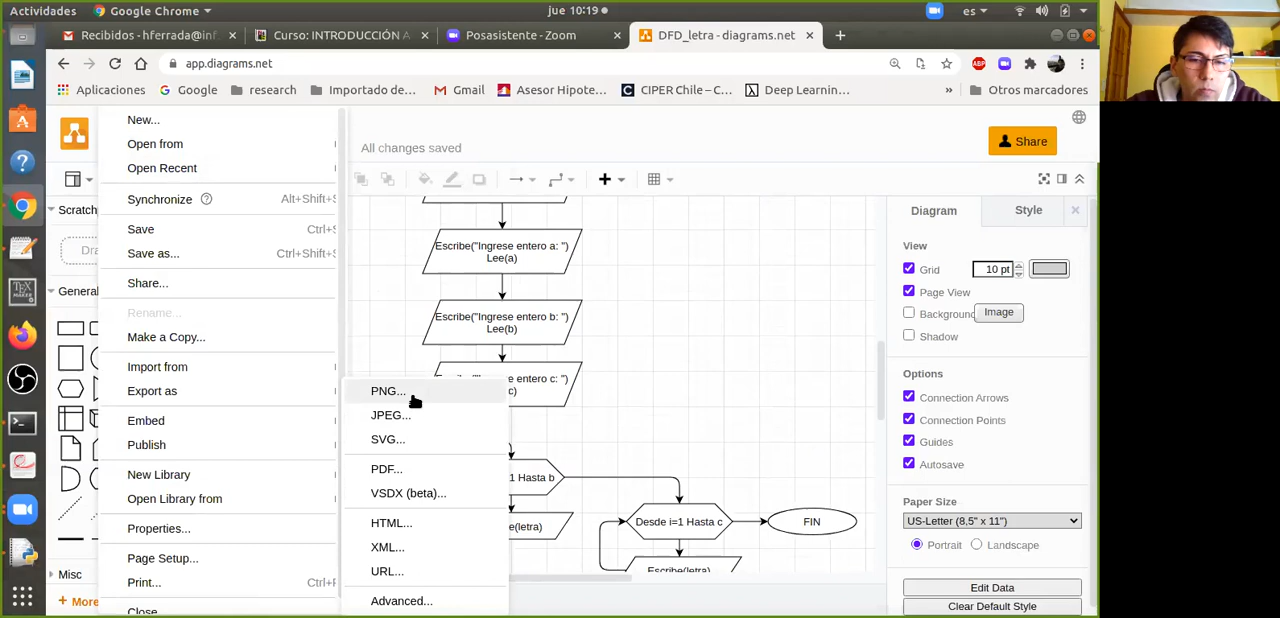 Actividades
Google Chrome
jue 10:19
es
Recibidos - hferrada@inf
Curso: INTRODUCCIÓN A
Posasistente - Zoom
DFD_letra - diagrams.net
app.diagrams.net
ABP
Aplicaciones
Google
research
Importado de…
Gmail
Asesor Hipote…
CIPER Chile – C…
Deep Learnin…
»
Otros marcadores
New...
Open from
Open Recent
Synchronize
Alt+Shift+S
Save
Ctrl+S
Save as...
Ctrl+Shift+S
Share...
Rename...
Make a Copy...
Import from
Export as
Embed
Publish
New Library
Open Library from
Properties...
Page Setup...
Print...
Ctrl+P
Close
PNG...
JPEG...
SVG...
PDF...
VSDX (beta)...
HTML...
XML...
URL...
Advanced...
All changes saved
Share
Scratch
Dra
General
Misc
+ More
Escribe("Ingrese entero a: ")
Lee(a)
Escribe("Ingrese entero b: ")
Lee(b)
entero c: ")
c)
1 Hasta b
e(letra)
Desde i=1 Hasta c
Escribe(letra)
FIN
Diagram
Style
View
Grid
10 pt
Page View
Background
Image
Shadow
Options
Connection Arrows
Connection Points
Guides
Autosave
Paper Size
US-Letter (8,5" x 11")
Portrait
Landscape
Edit Data
Clear Default Style